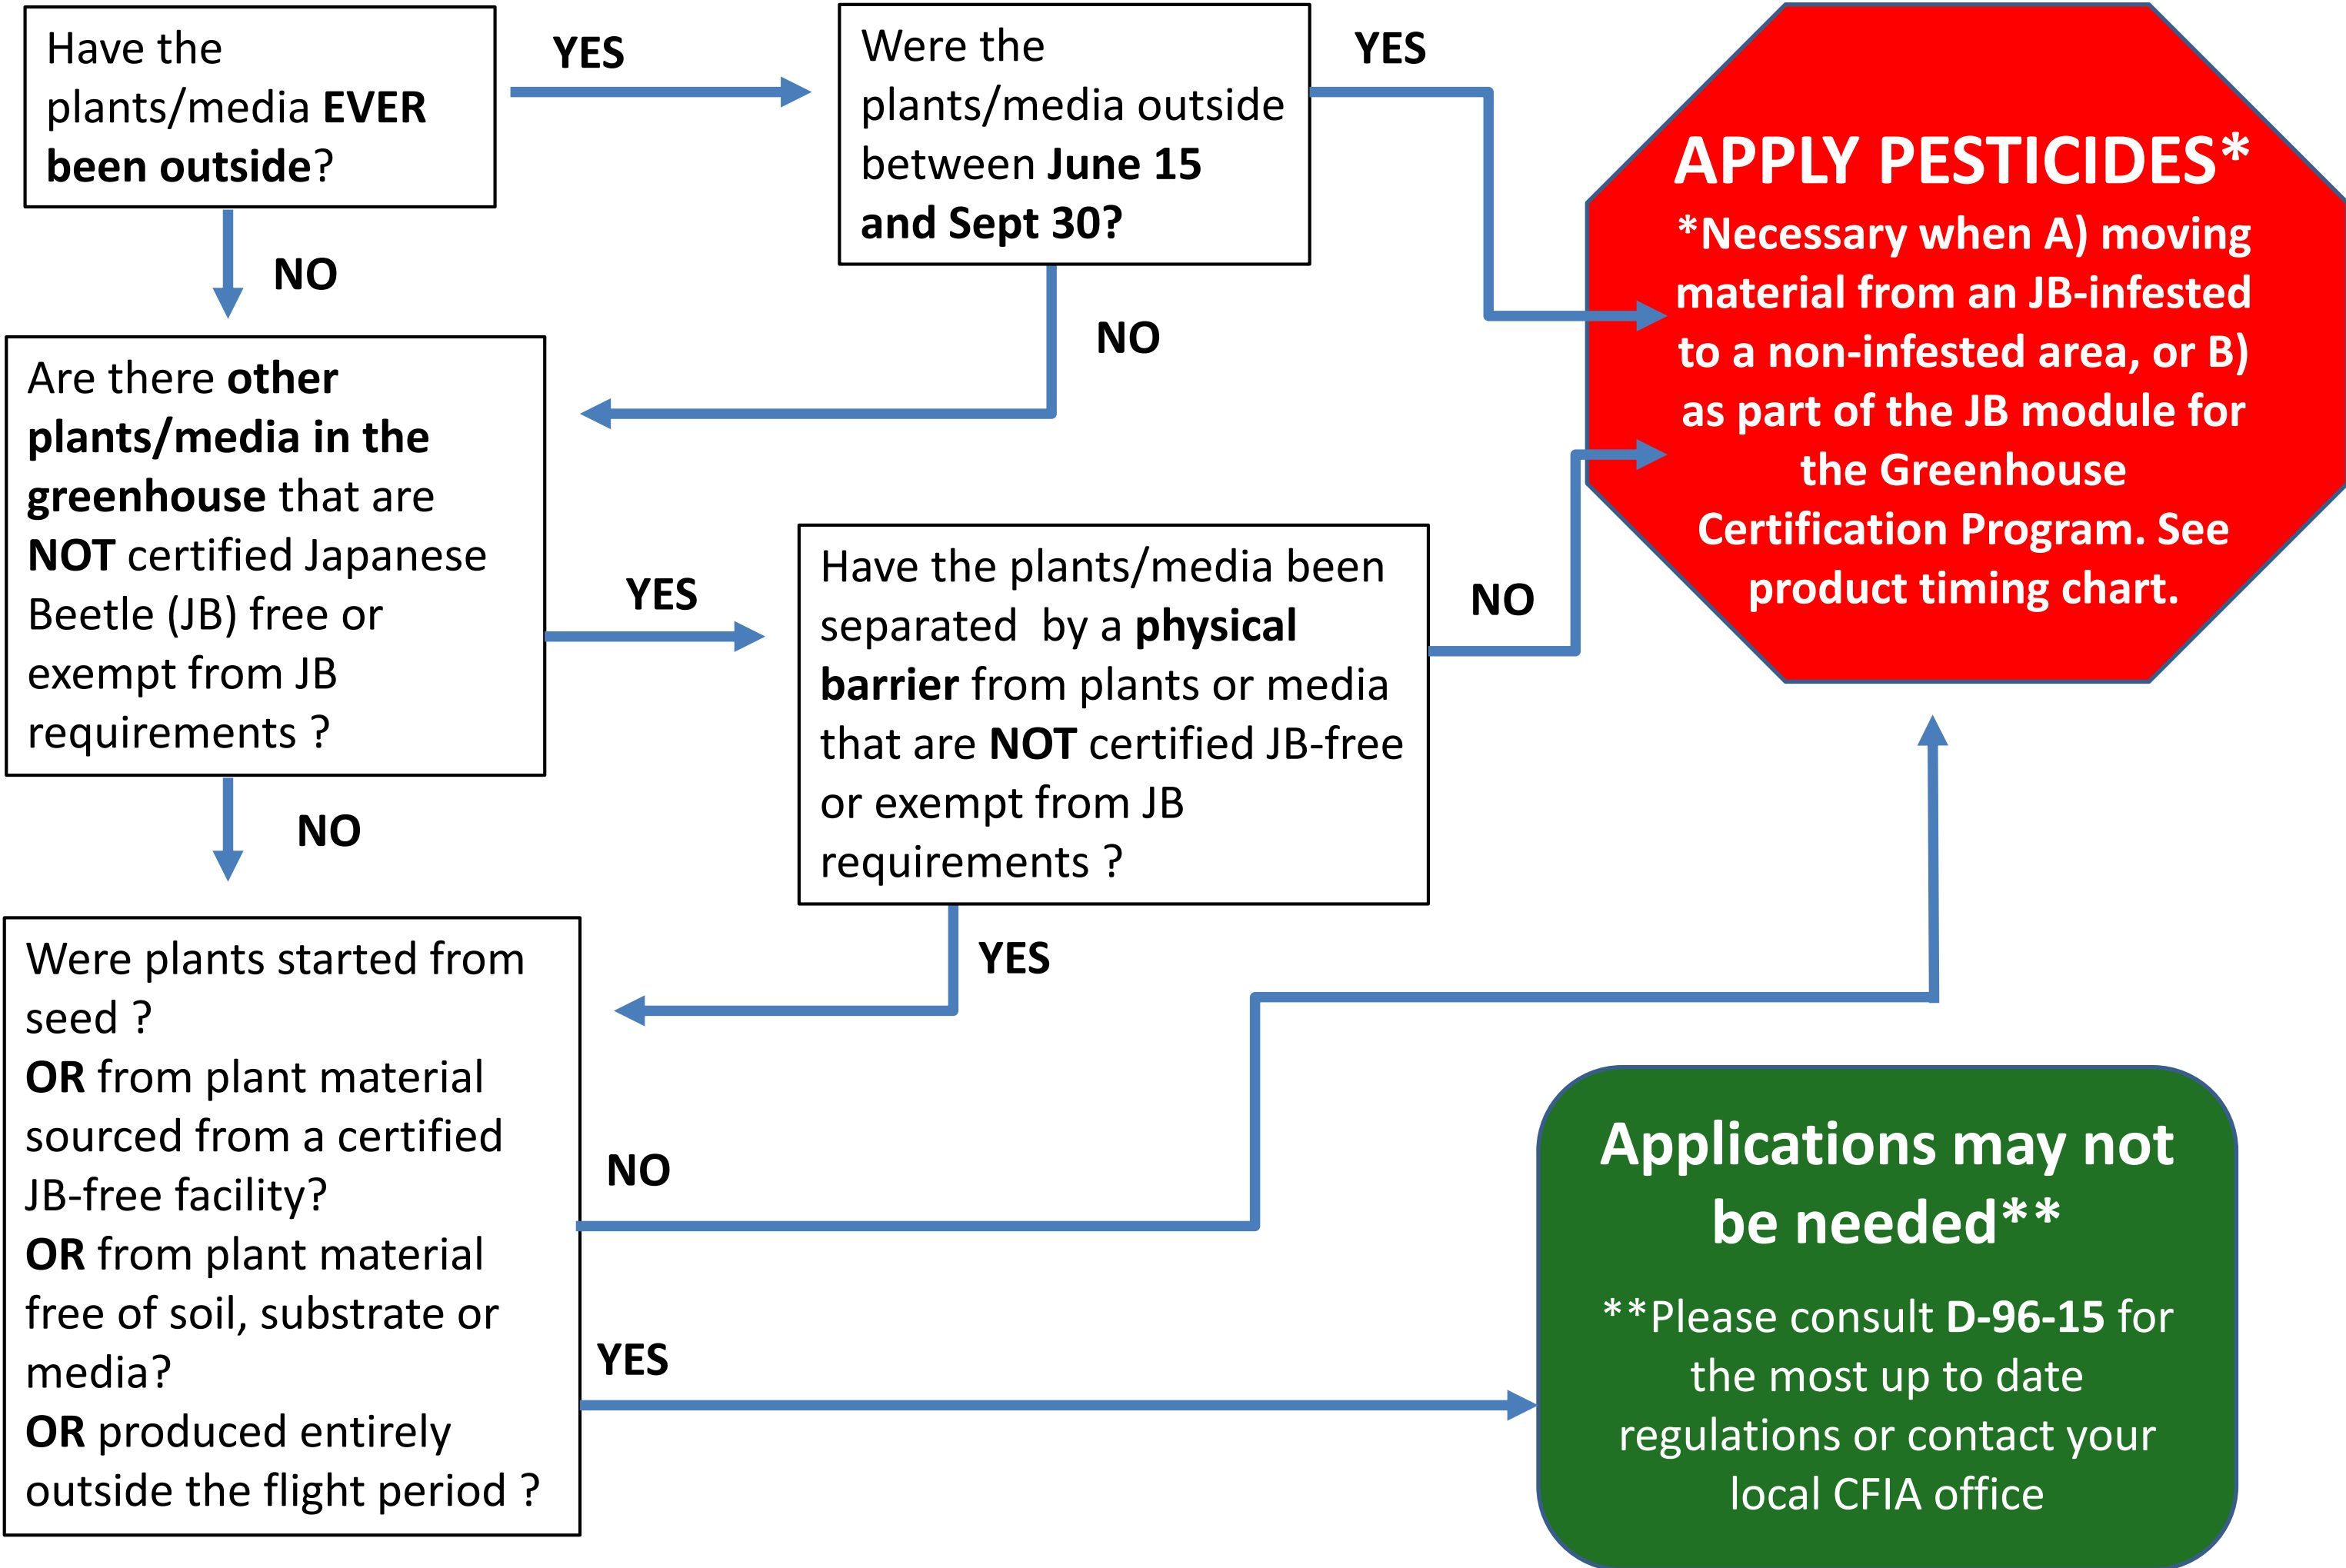 Have the
plants/media EVER
been outside?
YES
Were the
plants/media outside
between June 15
and Sept 30?
YES
APPLY PESTICIDES*
*Necessary when A) moving
material from an JB-infested
to a non-infested area, or B)
as part of the JB module for
the Greenhouse
Certification Program. See
product timing chart.
NO
NO
Are there other
plants/media in the
greenhouse that are
NOT certified Japanese
Beetle (JB) free or
exempt from JB
requirements ?
YES
Have the plants/media been
separated by a physical
barrier from plants or media
that are NOT certified JB-free
or exempt from JB
requirements ?
NO
NO
YES
Were plants started from
seed ?
OR from plant material
sourced from a certified
JB-free facility?
OR from plant material
free of soil, substrate or
media?
OR produced entirely
outside the flight period ?
NO
YES
Applications may not
be needed**
**Please consult D-96-15 for
the most up to date
regulations or contact your
local CFIA office